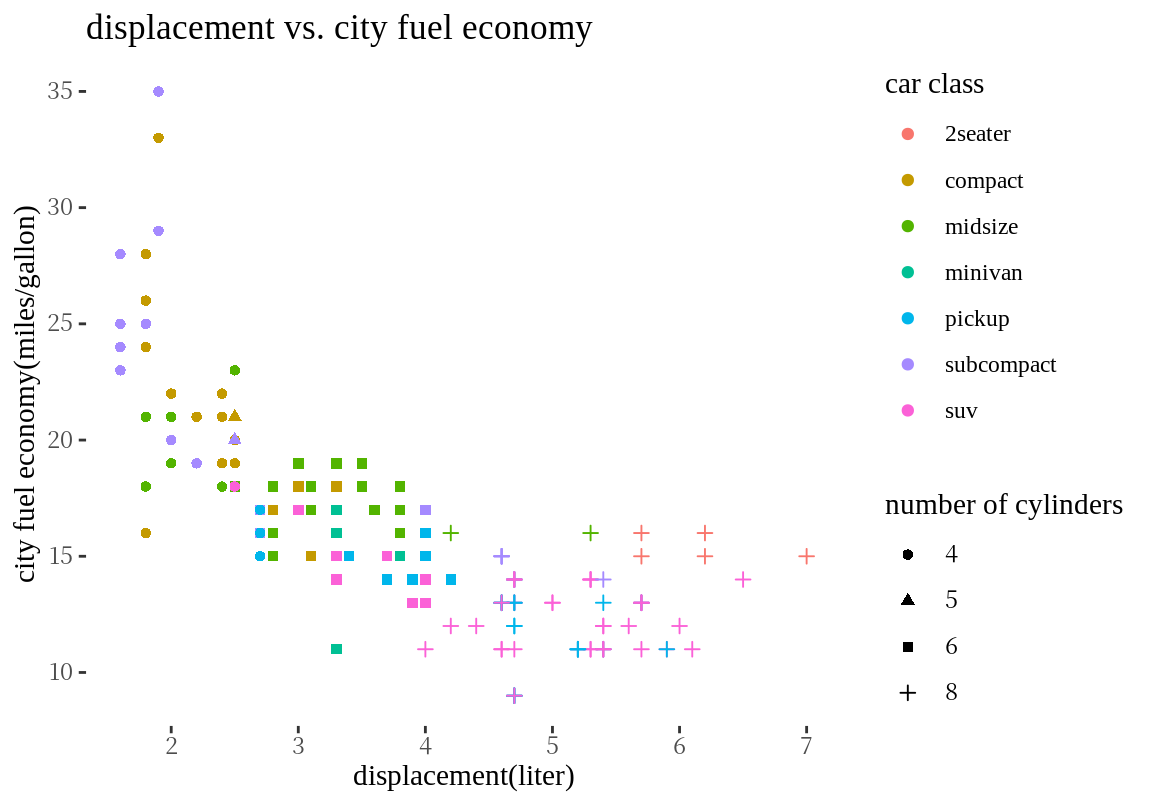 displacement vs. city fuel economy
city fuel economy(miles/gallon)
35
30
25
20
15
10
2
3
4
5
6
7
displacement(liter)
car class
2seater
compact
midsize
minivan
pickup
subcompact
suv
number of cylinders
4
5
6
8